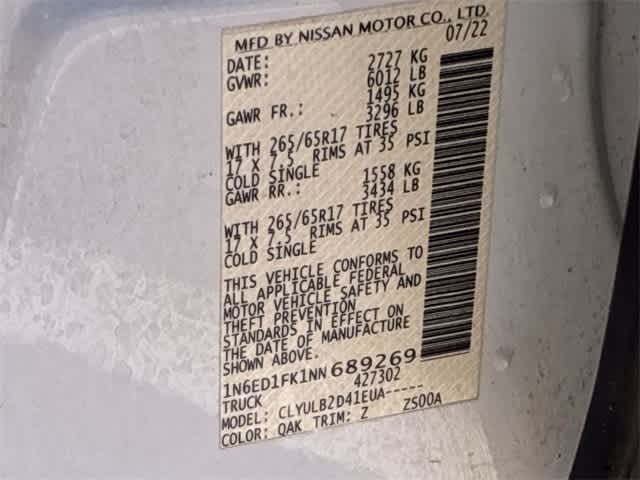 MFD BY NISSAN MOTOR CO., LTD.
DATE: 07/22
GVWR: 2727 KG
6012 LB
GAWR FR.: 1495 KG
3296 LB
WITH 265/65R17 TIRES
17 X 7.5 RIMS AT 35 PSI
COLD SINGLE
GAWR RR.: 1558 KG
3434 LB
WITH 265/65R17 TIRES
17 X 7.5 RIMS AT 35 PSI
COLD SINGLE
THIS VEHICLE CONFORMS TO
ALL APPLICABLE FEDERAL
MOTOR VEHICLE SAFETY AND
THEFT PREVENTION
STANDARDS IN EFFECT ON
THE DATE OF MANUFACTURE
SHOWN ABOVE.
1N6ED1FK1NN689269
TRUCK 427302
MODEL: CLYULB2D41EUA-----
COLOR: QAK TRIM: Z ZS00A